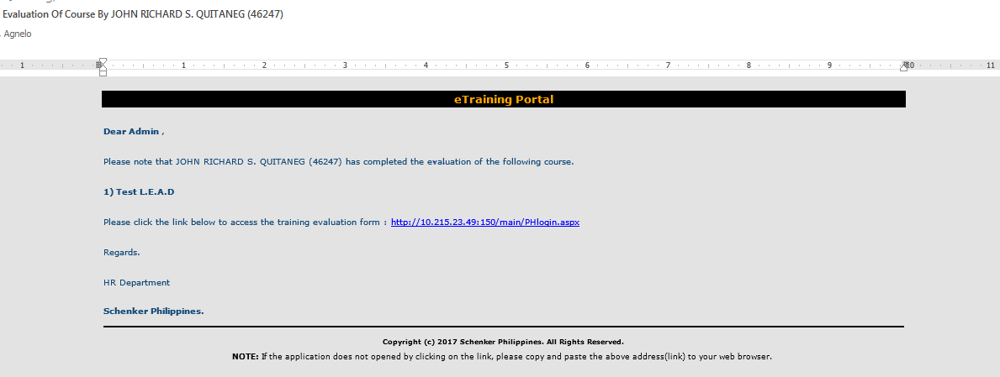 Evaluation Of Course By JOHN RICHARD S. QUITANEG (46247)
Agnelo
1 1 2 3 4 5 6 7 8 9 10 11
eTraining Portal
Dear Admin ,
Please note that JOHN RICHARD S. QUITANEG (46247) has completed the evaluation of the following course.
1) Test L.E.A.D
Please click the link below to access the training evaluation form : http://10.215.23.49:150/main/PHlogin.aspx
Regards.
HR Department
Schenker Philippines.
Copyright (c) 2017 Schenker Philippines. All Rights Reserved.
NOTE: If the application does not opened by clicking on the link, please copy and paste the above address(link) to your web browser.